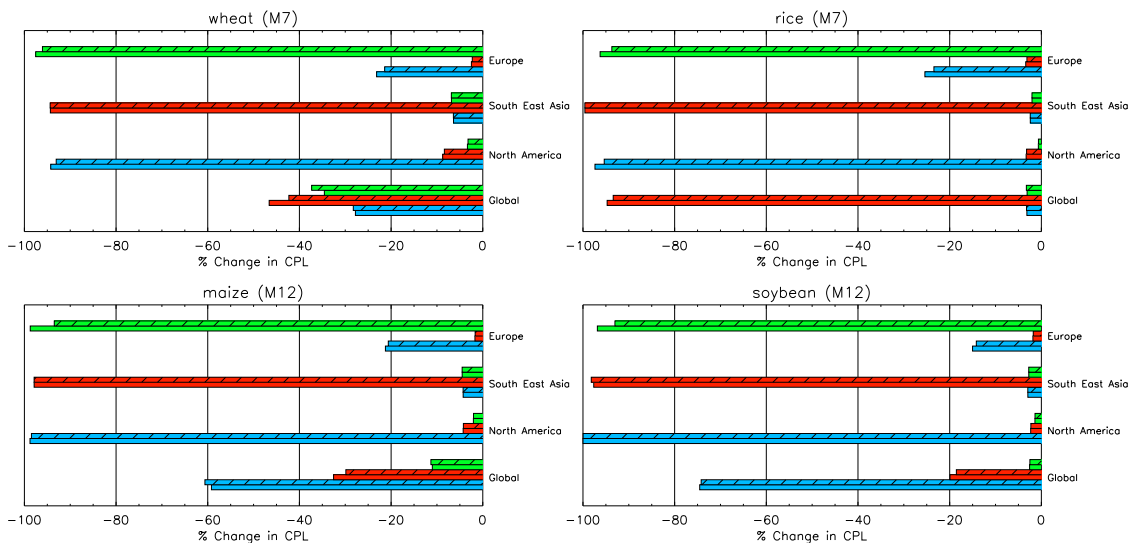 wheat (M7)
Europe
South East Asia
North America
Global
−100 −80 −60 −40 −20 0
% Change in CPL
rice (M7)
Europe
South East Asia
North America
Global
−100 −80 −60 −40 −20 0
% Change in CPL
maize (M12)
Europe
South East Asia
North America
Global
−100 −80 −60 −40 −20 0
% Change in CPL
soybean (M12)
Europe
South East Asia
North America
Global
−100 −80 −60 −40 −20 0
% Change in CPL